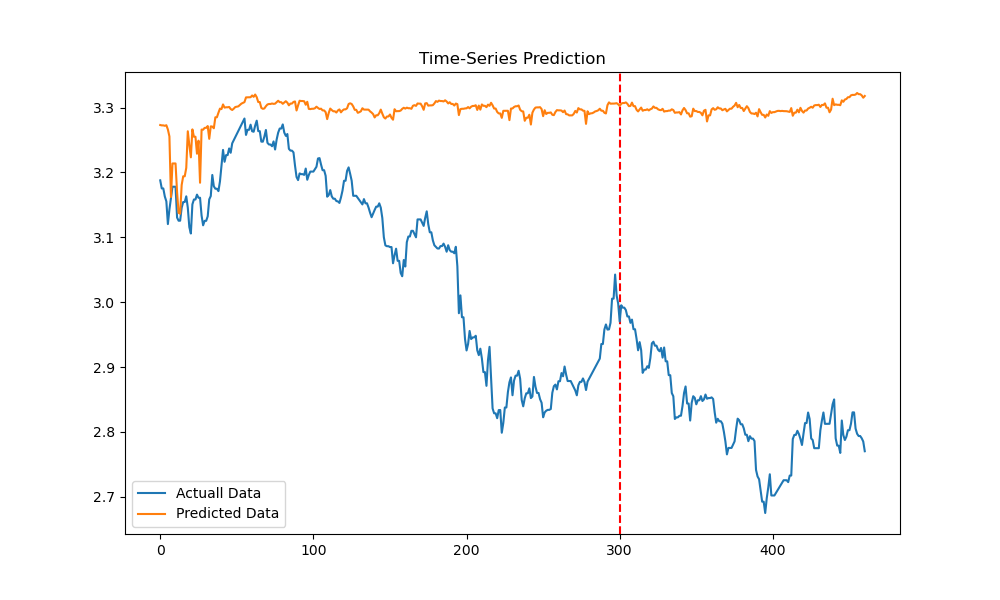 Time-Series Prediction
3.3
3.2
3.1
3.0
2.9
2.8
2.7
Actuall Data
Predicted Data
0 100 200 300 400